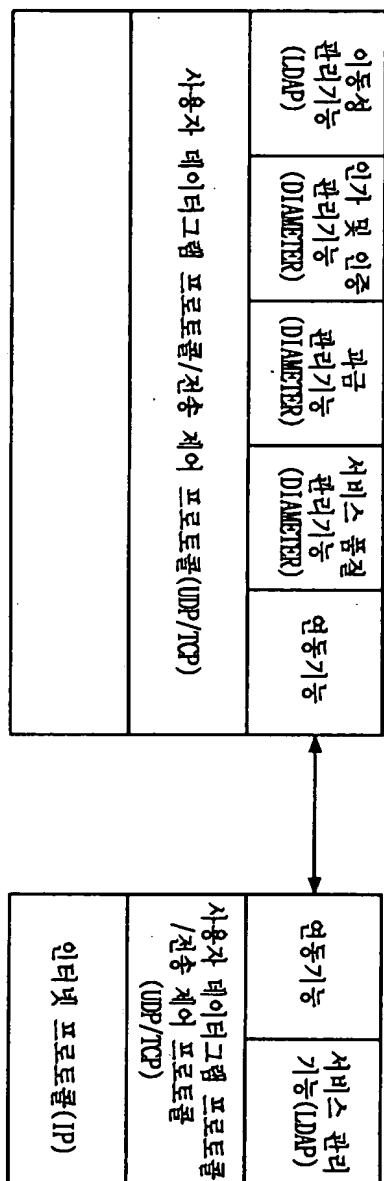 이동성
관리기능
(LDAP)
인가 및 인증
관리기능
(DIAMETER)
과금
관리기능
(DIAMETER)
서비스 품질
관리기능
(DIAMETER)
연동기능
사용자 데이터그램 프로토콜/전송 제어 프로토콜(UDP/TCP)
연동기능
서비스 관리
기능(LDAP)
사용자 데이터그램 프로토콜
/전송 제어 프로토콜
(UDP/TCP)
인터넷 프로토콜(IP)